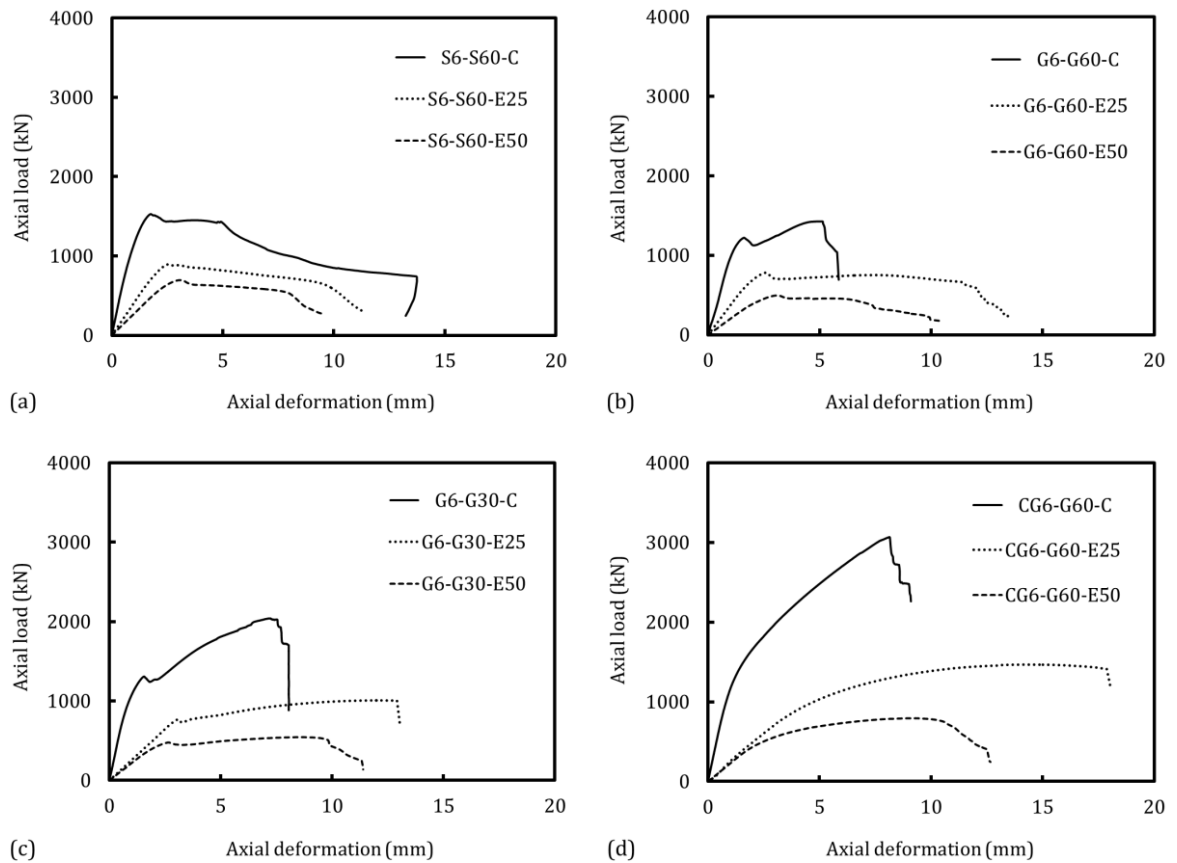 4000
3000
2000
1000
0
Axial load (kN)
S6-S60-C
S6-S60-E25
S6-S60-E50
0 5 10 15 20
Axial deformation (mm)
(a)
4000
3000
2000
1000
0
Axial load (kN)
G6-G60-C
G6-G60-E25
G6-G60-E50
0 5 10 15 20
Axial deformation (mm)
(b)
4000
3000
2000
1000
0
Axial load (kN)
G6-G30-C
G6-G30-E25
G6-G30-E50
0 5 10 15 20
Axial deformation (mm)
(c)
4000
3000
2000
1000
0
Axial load (kN)
CG6-G60-C
CG6-G60-E25
CG6-G60-E50
0 5 10 15 20
Axial deformation (mm)
(d)